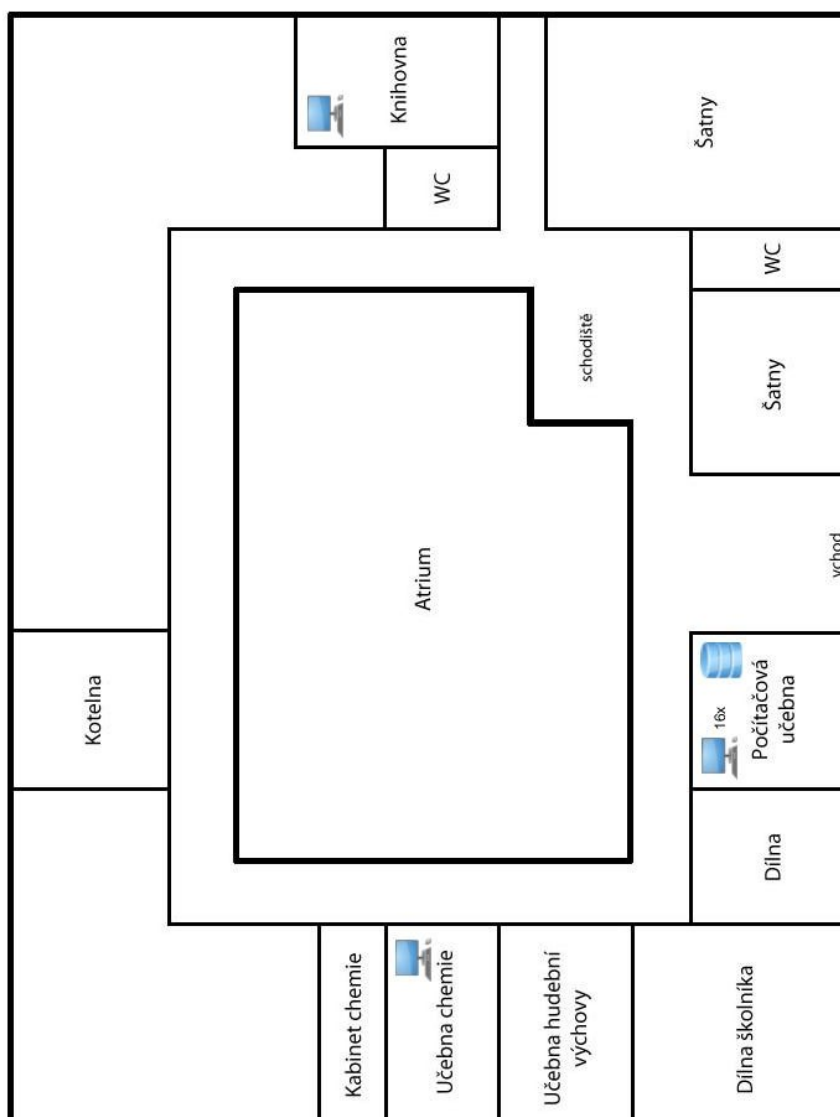 Kotelna
Kabinet chemie
Knihovna
Učebna chemie
Atrium
WC
Učebna hudební
výchovy
schodiště
Šatny
16x
Počítačová
učebna
Dílna školníka
Dílna
Šatny
WC
vchod